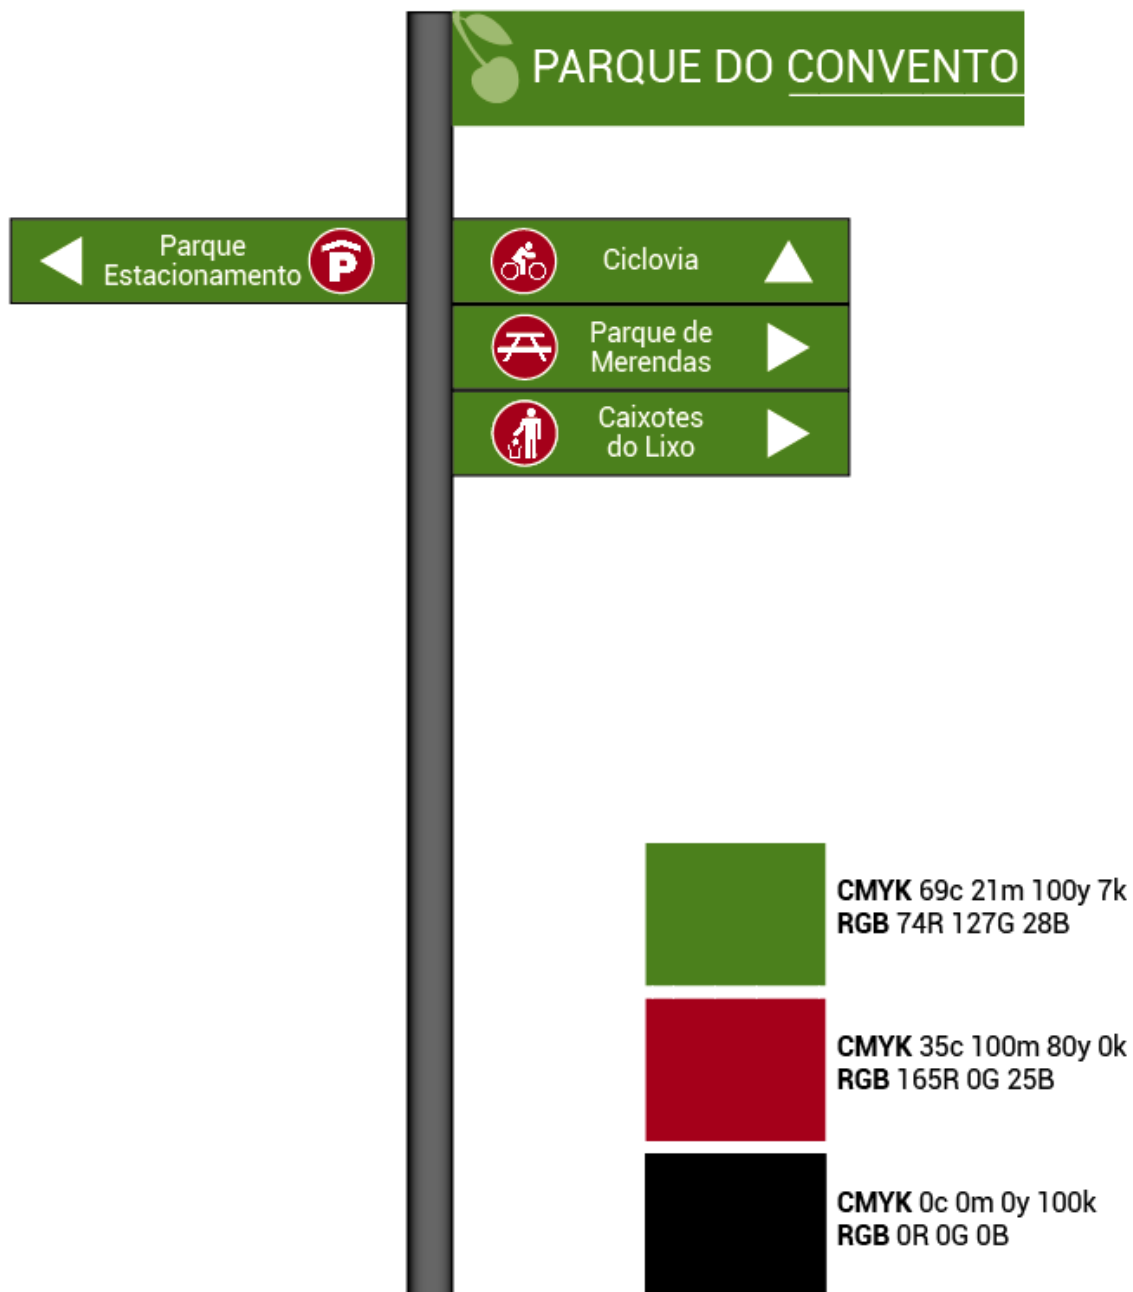 PARQUE DO CONVENTO
Parque
Estacionamento
P
Ciclovia
Parque de
Merendas
Caixotes
do Lixo
CMYK 69c 21m 100y 7k
RGB 74R 127G 28B
CMYK 35c 100m 80y 0k
RGB 165R 0G 25B
CMYK 0c 0m 0y 100k
RGB 0R 0G 0B